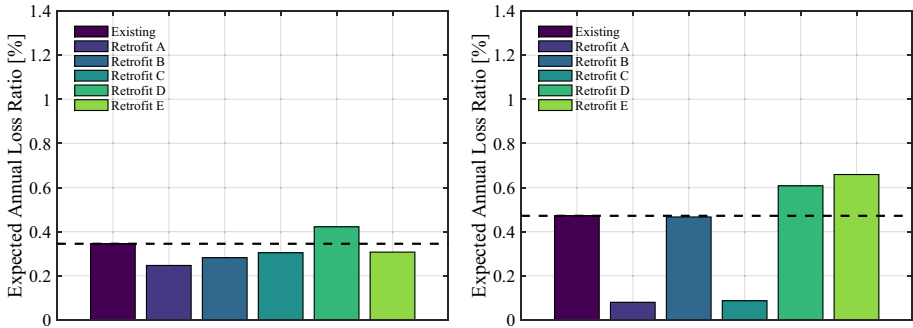 Expected Annual Loss Ratio [%]
1.4
1.2
1
0.8
0.6
0.4
0.2
0
Existing
Retrofit A
Retrofit B
Retrofit C
Retrofit D
Retrofit E
Expected Annual Loss Ratio [%]
1.4
1.2
1
0.8
0.6
0.4
0.2
0
Existing
Retrofit A
Retrofit B
Retrofit C
Retrofit D
Retrofit E